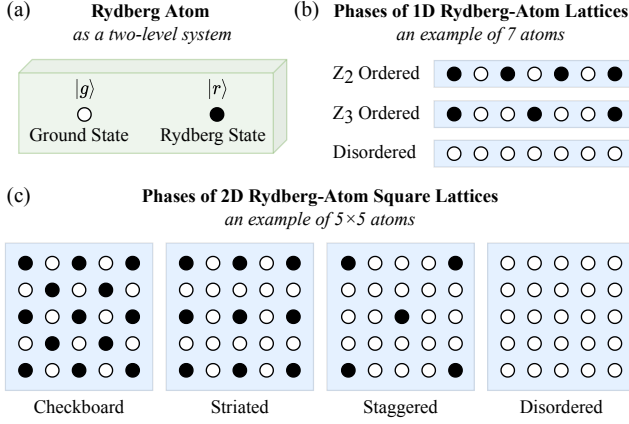 (a)
Rydberg Atom
as a two-level system
|g⟩
|r⟩
Ground State
Rydberg State
(b)
Phases of 1D Rydberg-Atom Lattices
an example of 7 atoms
Z₂ Ordered
Z₃ Ordered
Disordered
(c)
Phases of 2D Rydberg-Atom Square Lattices
an example of 5×5 atoms
Checkboard
Striated
Staggered
Disordered